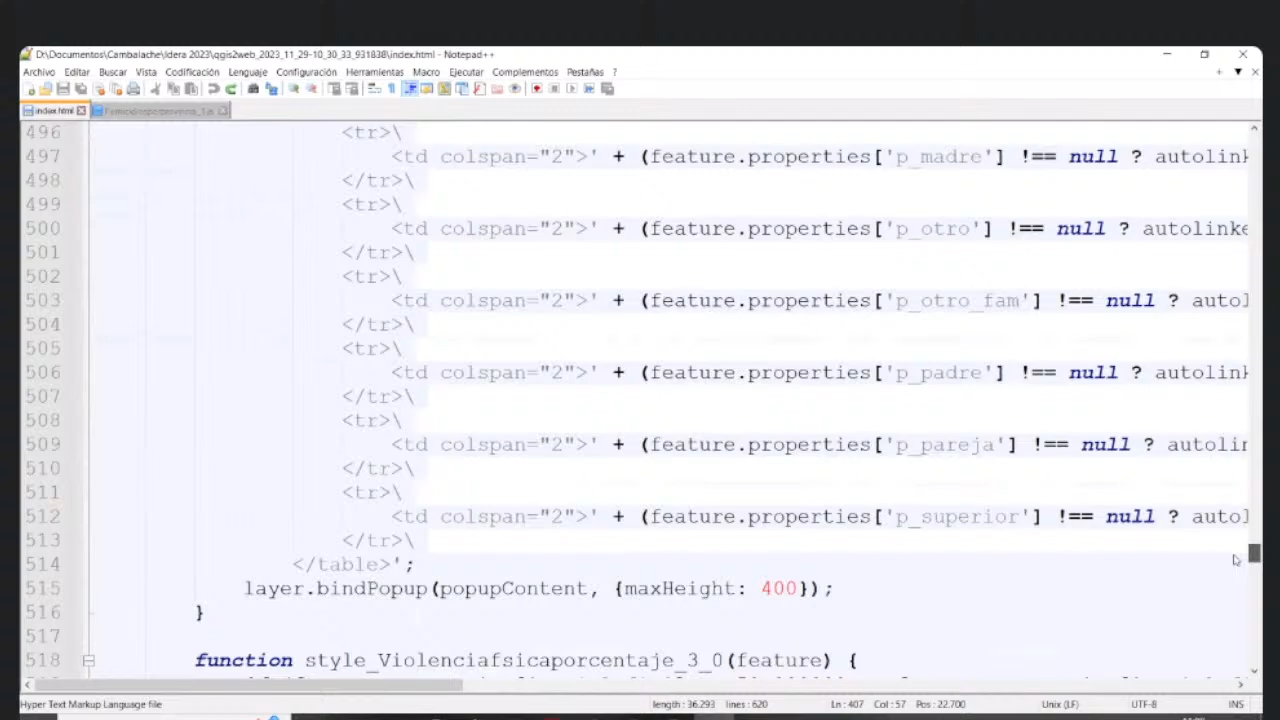 D:\Documentos\Cambalache\Idera 2023\qgis2web_2023_11_29-10_30_33_931838\index.html - Notepad++
Archivo Editar Buscar Vista Codificación Lenguaje Configuración Herramientas Macro Ejecutar Complementos Pestañas ?
index.html
496 <tr>\
497 <td colspan="2">' + (feature.properties['p_madre'] !== null ? autolink
498 </tr>\
499 <tr>\
500 <td colspan="2">' + (feature.properties['p_otro'] !== null ? autolinke
501 </tr>\
502 <tr>\
503 <td colspan="2">' + (feature.properties['p_otro_fam'] !== null ? autol
504 </tr>\
505 <tr>\
506 <td colspan="2">' + (feature.properties['p_padre'] !== null ? autolink
507 </tr>\
508 <tr>\
509 <td colspan="2">' + (feature.properties['p_pareja'] !== null ? autolin
510 </tr>\
511 <tr>\
512 <td colspan="2">' + (feature.properties['p_superior'] !== null ? autol
513 </tr>\
514 </table>';
515 layer.bindPopup(popupContent, {maxHeight: 400});
516 }
517
518 function style_Violenciafsicaporcentaje_3_0(feature) {
Hyper Text Markup Language file length : 36.293 lines : 620 Ln : 407 Col : 57 Pos : 22.700 Unix (LF) UTF-8 INS